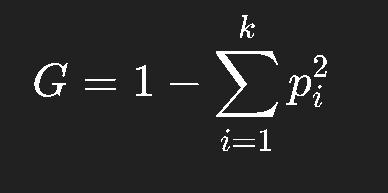 G = 1 − ∑_{i=1}^{k} p_i^2